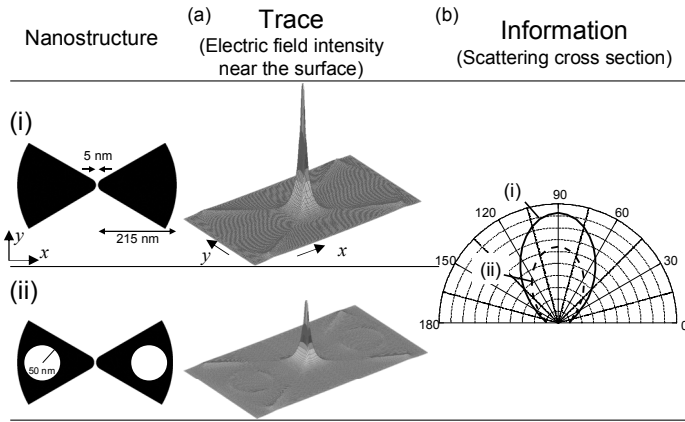 Nanostructure
(a) Trace
(Electric field intensity
near the surface)
(b) Information
(Scattering cross section)
(i)
5 nm
215 nm
y
x
y
x
(i)
(ii)
90
120
60
150
30
180
0
(ii)
50 nm